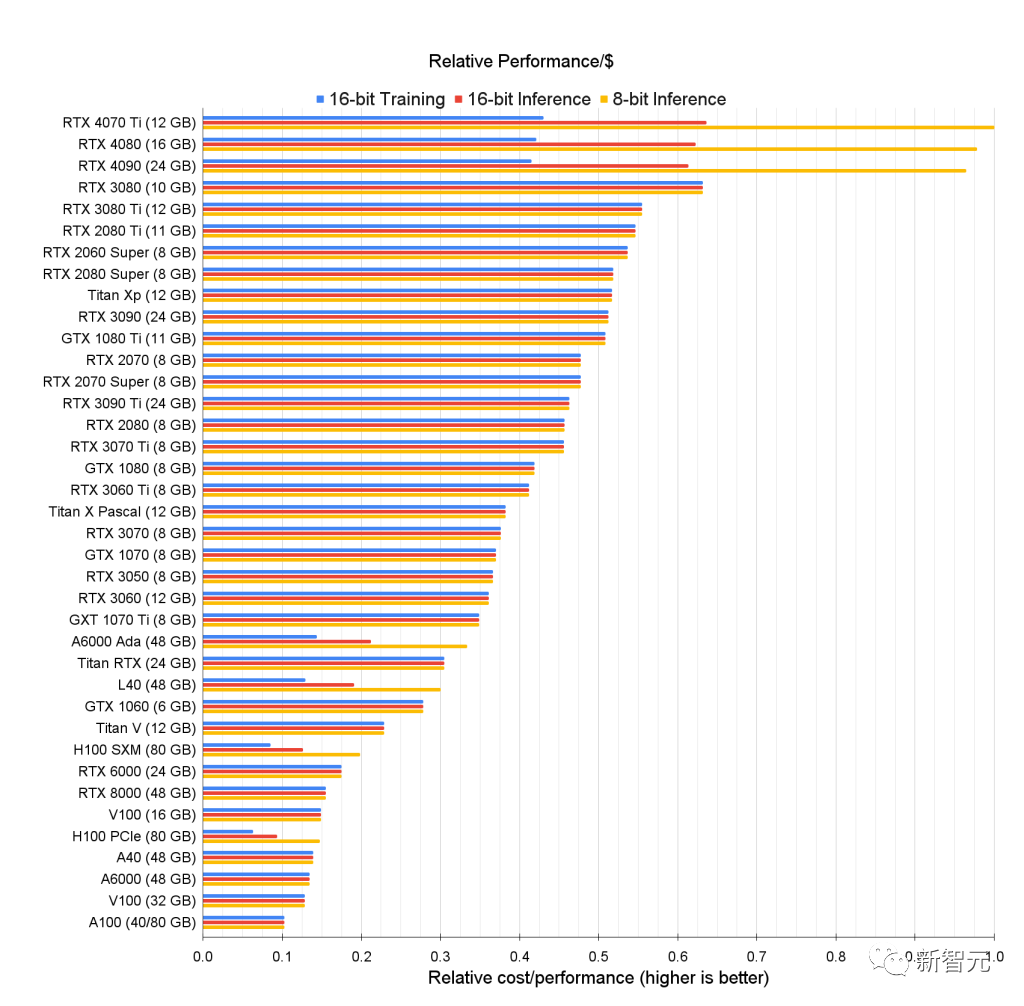 Relative Performance/$
16-bit Training 16-bit Inference 8-bit Inference
RTX 4070 Ti (12 GB)
RTX 4080 (16 GB)
RTX 4090 (24 GB)
RTX 3080 (10 GB)
RTX 3080 Ti (12 GB)
RTX 2080 Ti (11 GB)
RTX 2060 Super (8 GB)
RTX 2080 Super (8 GB)
Titan Xp (12 GB)
RTX 3090 (24 GB)
GTX 1080 Ti (11 GB)
RTX 2070 (8 GB)
RTX 2070 Super (8 GB)
RTX 3090 Ti (24 GB)
RTX 2080 (8 GB)
RTX 3070 Ti (8 GB)
GTX 1080 (8 GB)
RTX 3060 Ti (8 GB)
Titan X Pascal (12 GB)
RTX 3070 (8 GB)
GTX 1070 (8 GB)
RTX 3050 (8 GB)
RTX 3060 (12 GB)
GXT 1070 Ti (8 GB)
A6000 Ada (48 GB)
Titan RTX (24 GB)
L40 (48 GB)
GTX 1060 (6 GB)
Titan V (12 GB)
H100 SXM (80 GB)
RTX 6000 (24 GB)
RTX 8000 (48 GB)
V100 (16 GB)
H100 PCIe (80 GB)
A40 (48 GB)
A6000 (48 GB)
V100 (32 GB)
A100 (40/80 GB)
0.0 0.1 0.2 0.3 0.4 0.5 0.6 0.7 0.8 0.9 1.0
Relative cost/performance (higher is better)
新智元